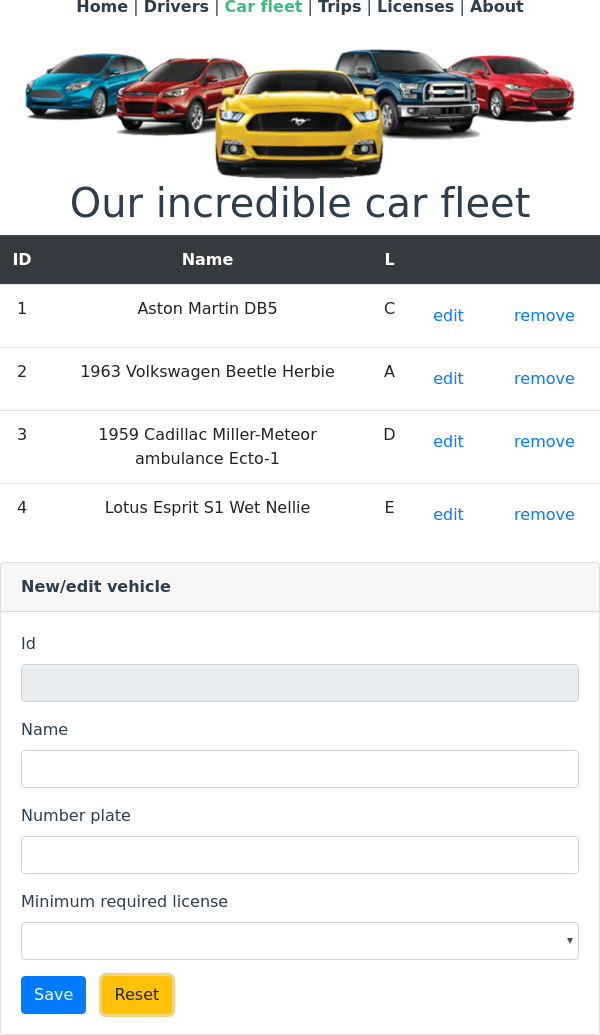 Home | Drivers | Car fleet | Trips | Licenses | About
Our incredible car fleet
ID Name L
1 Aston Martin DB5 C edit remove
2 1963 Volkswagen Beetle Herbie A edit remove
3 1959 Cadillac Miller-Meteor D edit remove
ambulance Ecto-1
4 Lotus Esprit S1 Wet Nellie E edit remove
New/edit vehicle
Id
Name
Number plate
Minimum required license
Save Reset